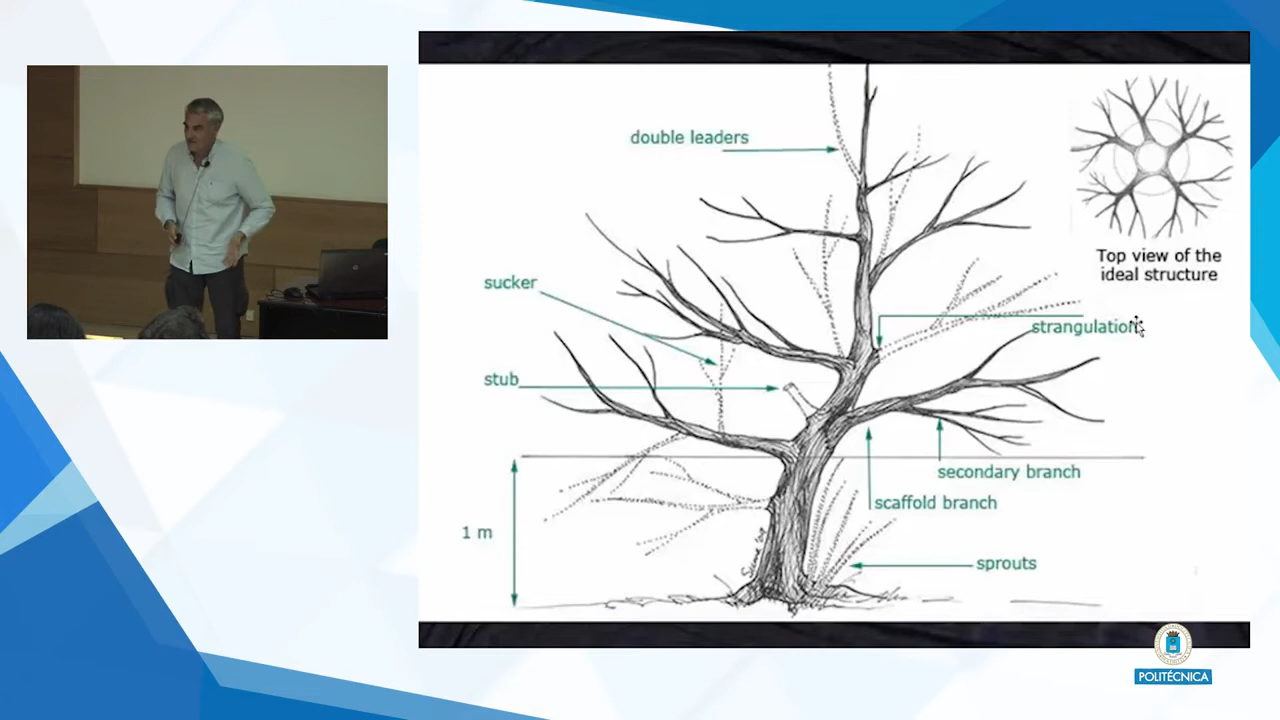 double leaders
Top view of the
ideal structure
sucker
strangulation
stub
secondary branch
scaffold branch
1 m
sprouts
POLITÉCNICA